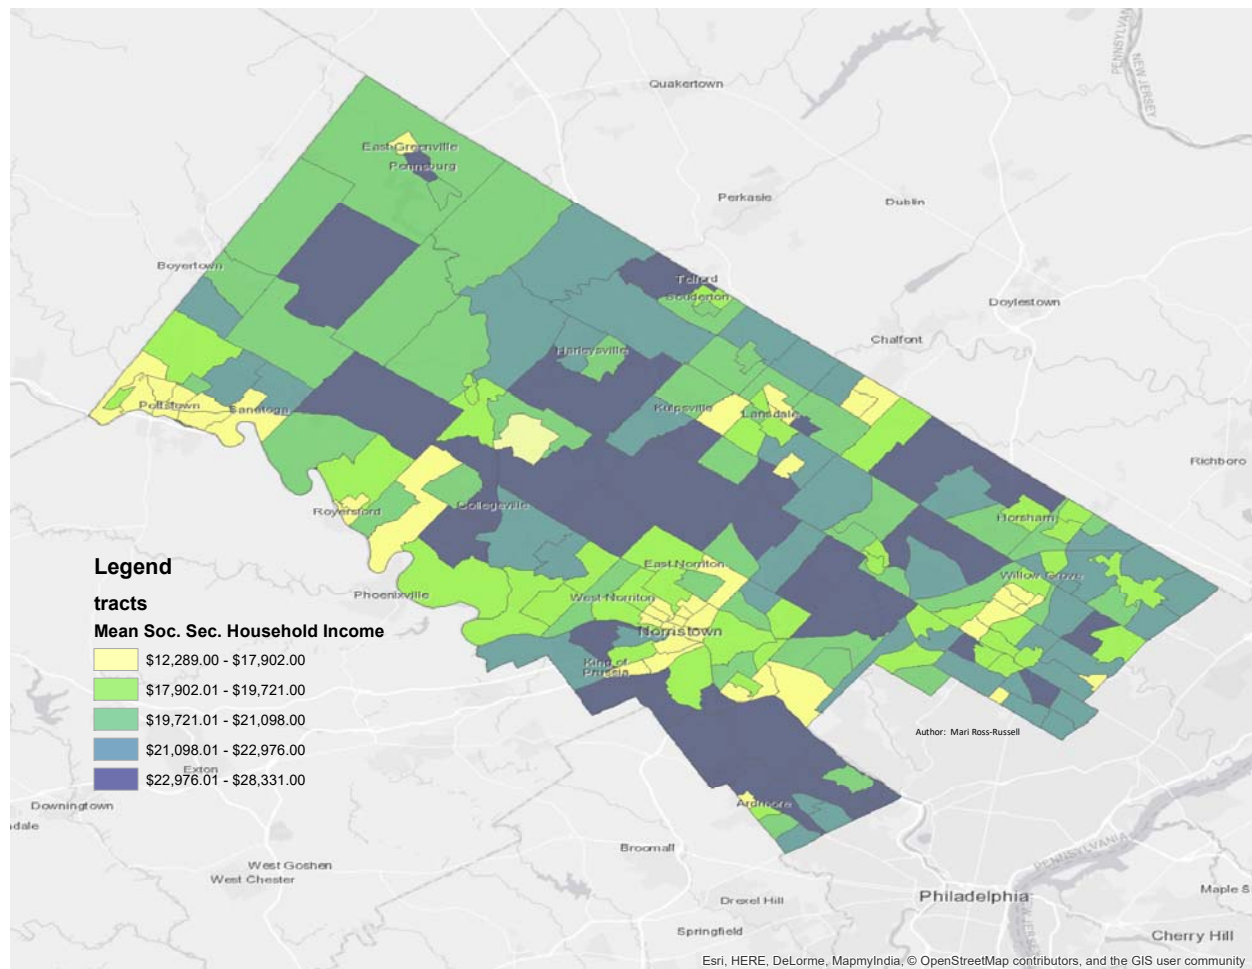 PENNSYLVAN
NEW JERSEY
Quakertown
East Greenville
Pennsburg
Perkasie
Dublin
Boyertown
Telford
Souderton
Doylestown
Chalfont
Harleysville
Pottstown
Sanatoga
Kulpsville
Lansdale
Richboro
Royersford
Collegeville
Horsham
East Norriton
Willow Grove
Phoenixville
West Norriton
Norristown
King of
Prussia
Legend
tracts
Mean Soc. Sec. Household Income
$12,289.00 - $17,902.00
$17,902.01 - $19,721.00
$19,721.01 - $21,098.00
$21,098.01 - $22,976.00
$22,976.01 - $28,331.00
Author: Mari Ross-Russell
Exton
Downingtown
Ardmore
dale
Broomall
PENNSYLVANIA
West Goshen
West Chester
Drexel Hill
Philadelphia
Maple S
Springfield
Cherry Hill
Esri, HERE, DeLorme, MapmyIndia, © OpenStreetMap contributors, and the GIS user community